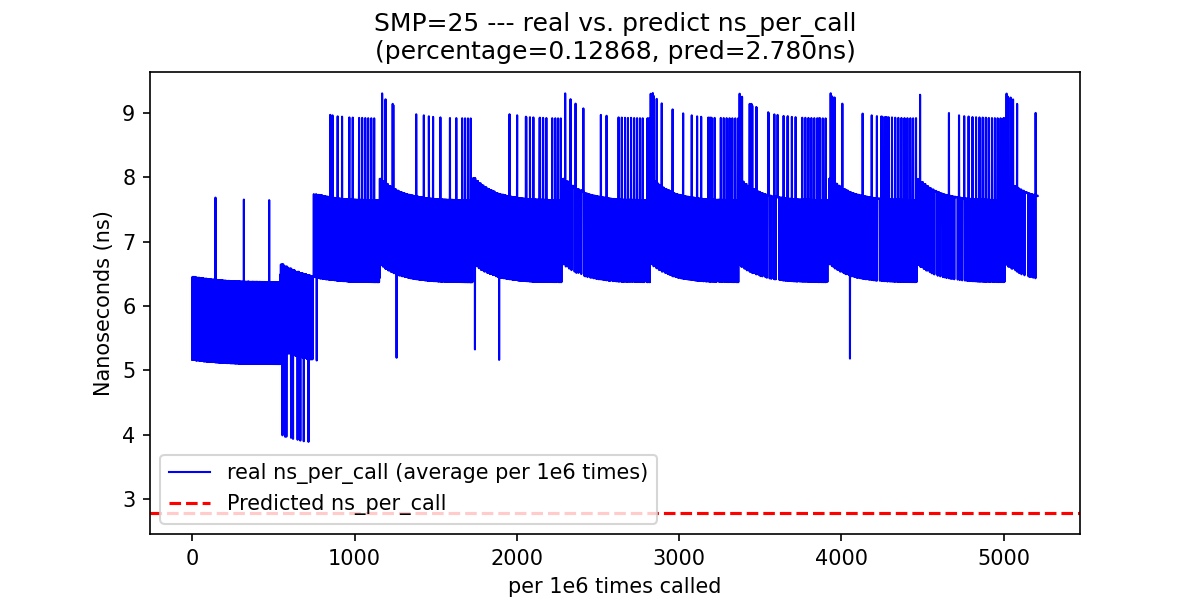 SMP=25 --- real vs. predict ns_per_call
(percentage=0.12868, pred=2.780ns)
Nanoseconds (ns)
9
8
7
6
5
4
3
real ns_per_call (average per 1e6 times)
Predicted ns_per_call
0 1000 2000 3000 4000 5000
per 1e6 times called